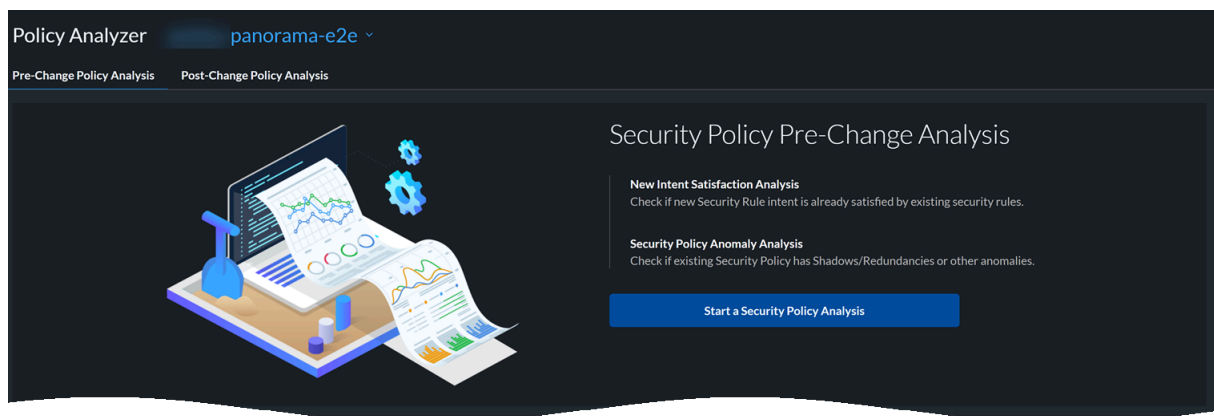 Policy Analyzer panorama-e2e
Pre-Change Policy Analysis Post-Change Policy Analysis
Security Policy Pre-Change Analysis
New Intent Satisfaction Analysis
Check if new Security Rule intent is already satisfied by existing security rules.
Security Policy Anomaly Analysis
Check if existing Security Policy has Shadows/Redundancies or other anomalies.
Start a Security Policy Analysis